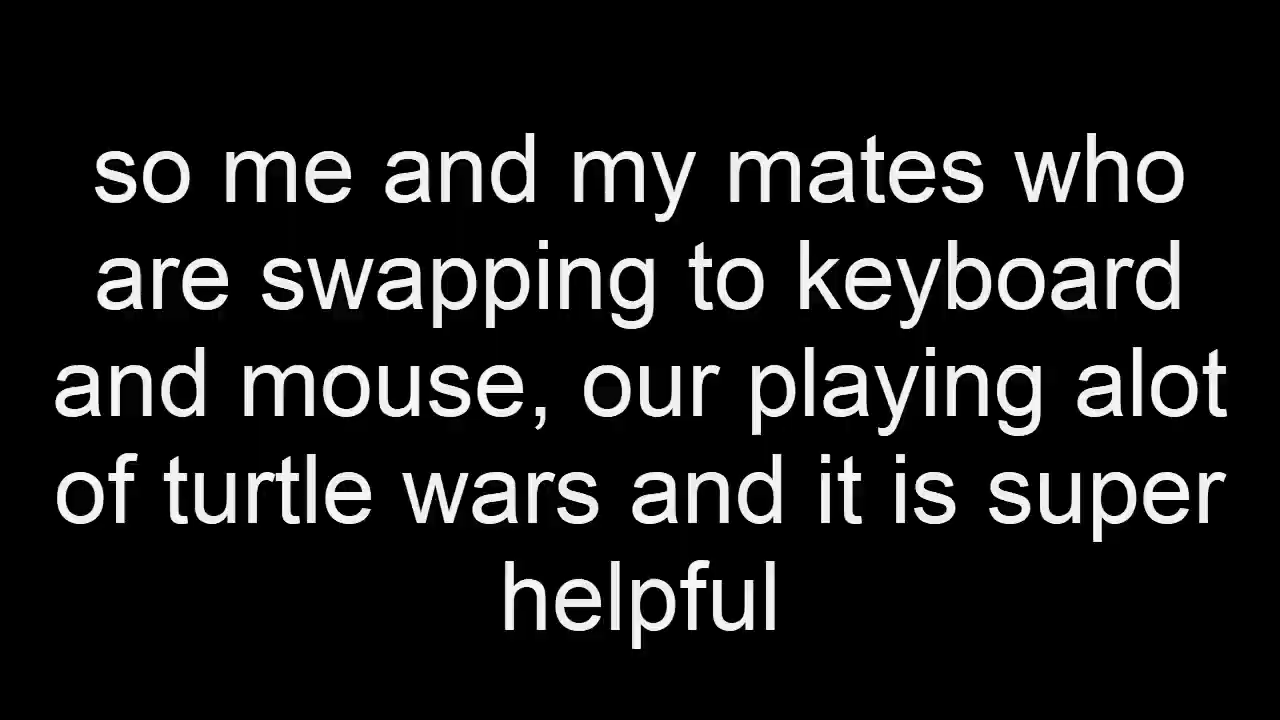 so me and my mates who
are swapping to keyboard
and mouse, our playing alot
of turtle wars and it is super
helpful